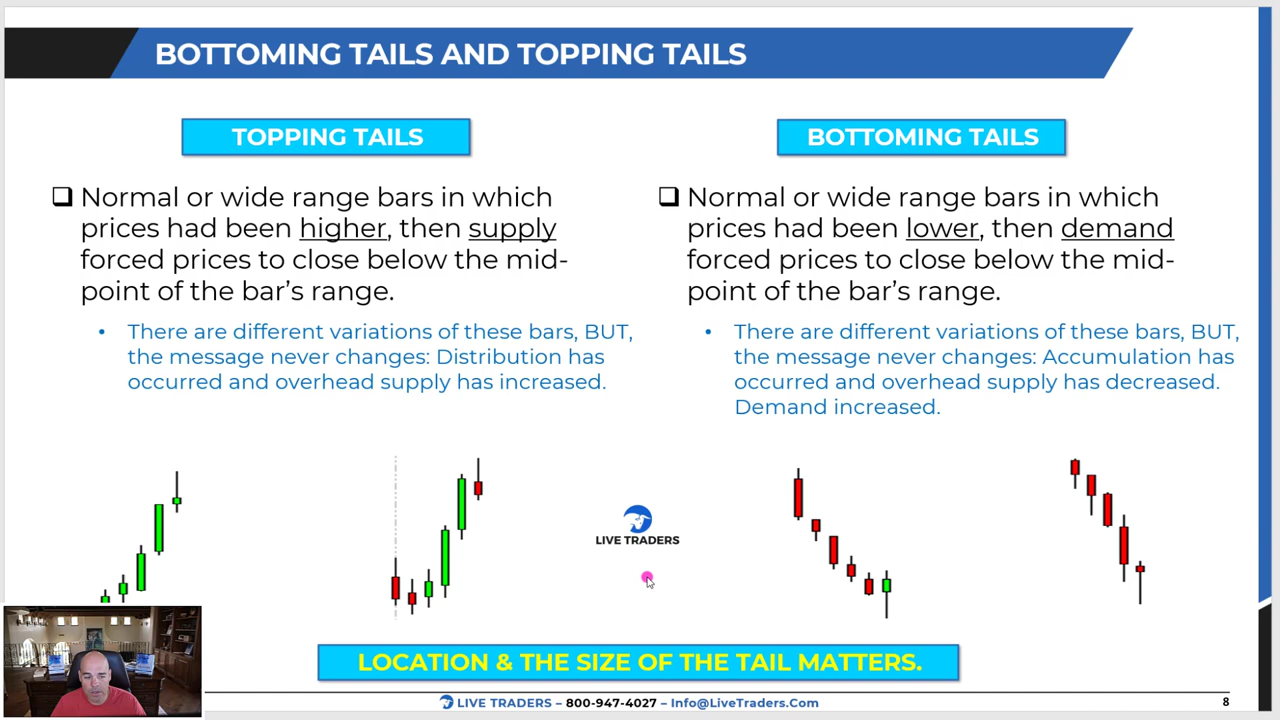 BOTTOMING TAILS AND TOPPING TAILS
TOPPING TAILS
Normal or wide range bars in which
prices had been higher, then supply
forced prices to close below the mid-
point of the bar's range.
• There are different variations of these bars, BUT,
the message never changes: Distribution has
occurred and overhead supply has increased.
BOTTOMING TAILS
Normal or wide range bars in which
prices had been lower, then demand
forced prices to close below the mid-
point of the bar's range.
• There are different variations of these bars, BUT,
the message never changes: Accumulation has
occurred and overhead supply has decreased.
Demand increased.
LIVE TRADERS
LOCATION & THE SIZE OF THE TAIL MATTERS.
LIVE TRADERS – 800-947-4027 – Info@LiveTraders.Com
8